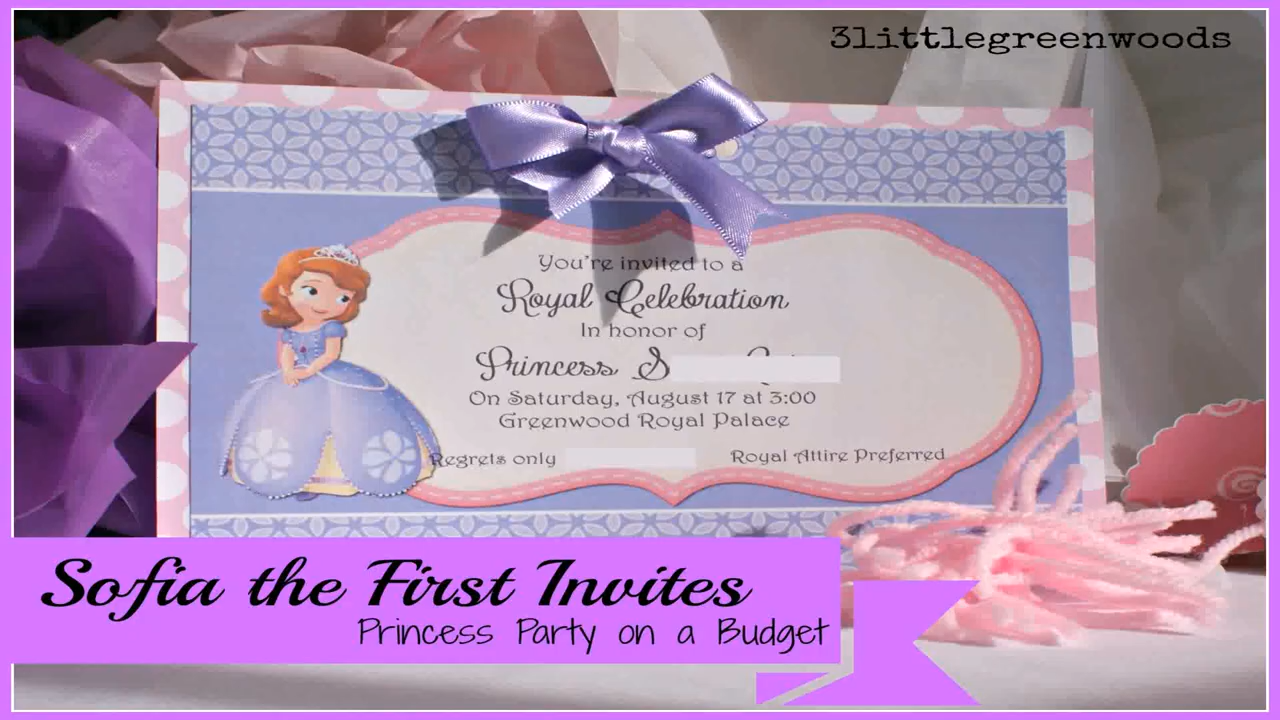 3littlegreenwoods
You're invited to a
Royal Celebration
In honor of
Princess S
On Saturday, August 17 at 3:00
Greenwood Royal Palace
Regrets only
Royal Attire Preferred
Sofia the First Invites
Princess Party on a Budget